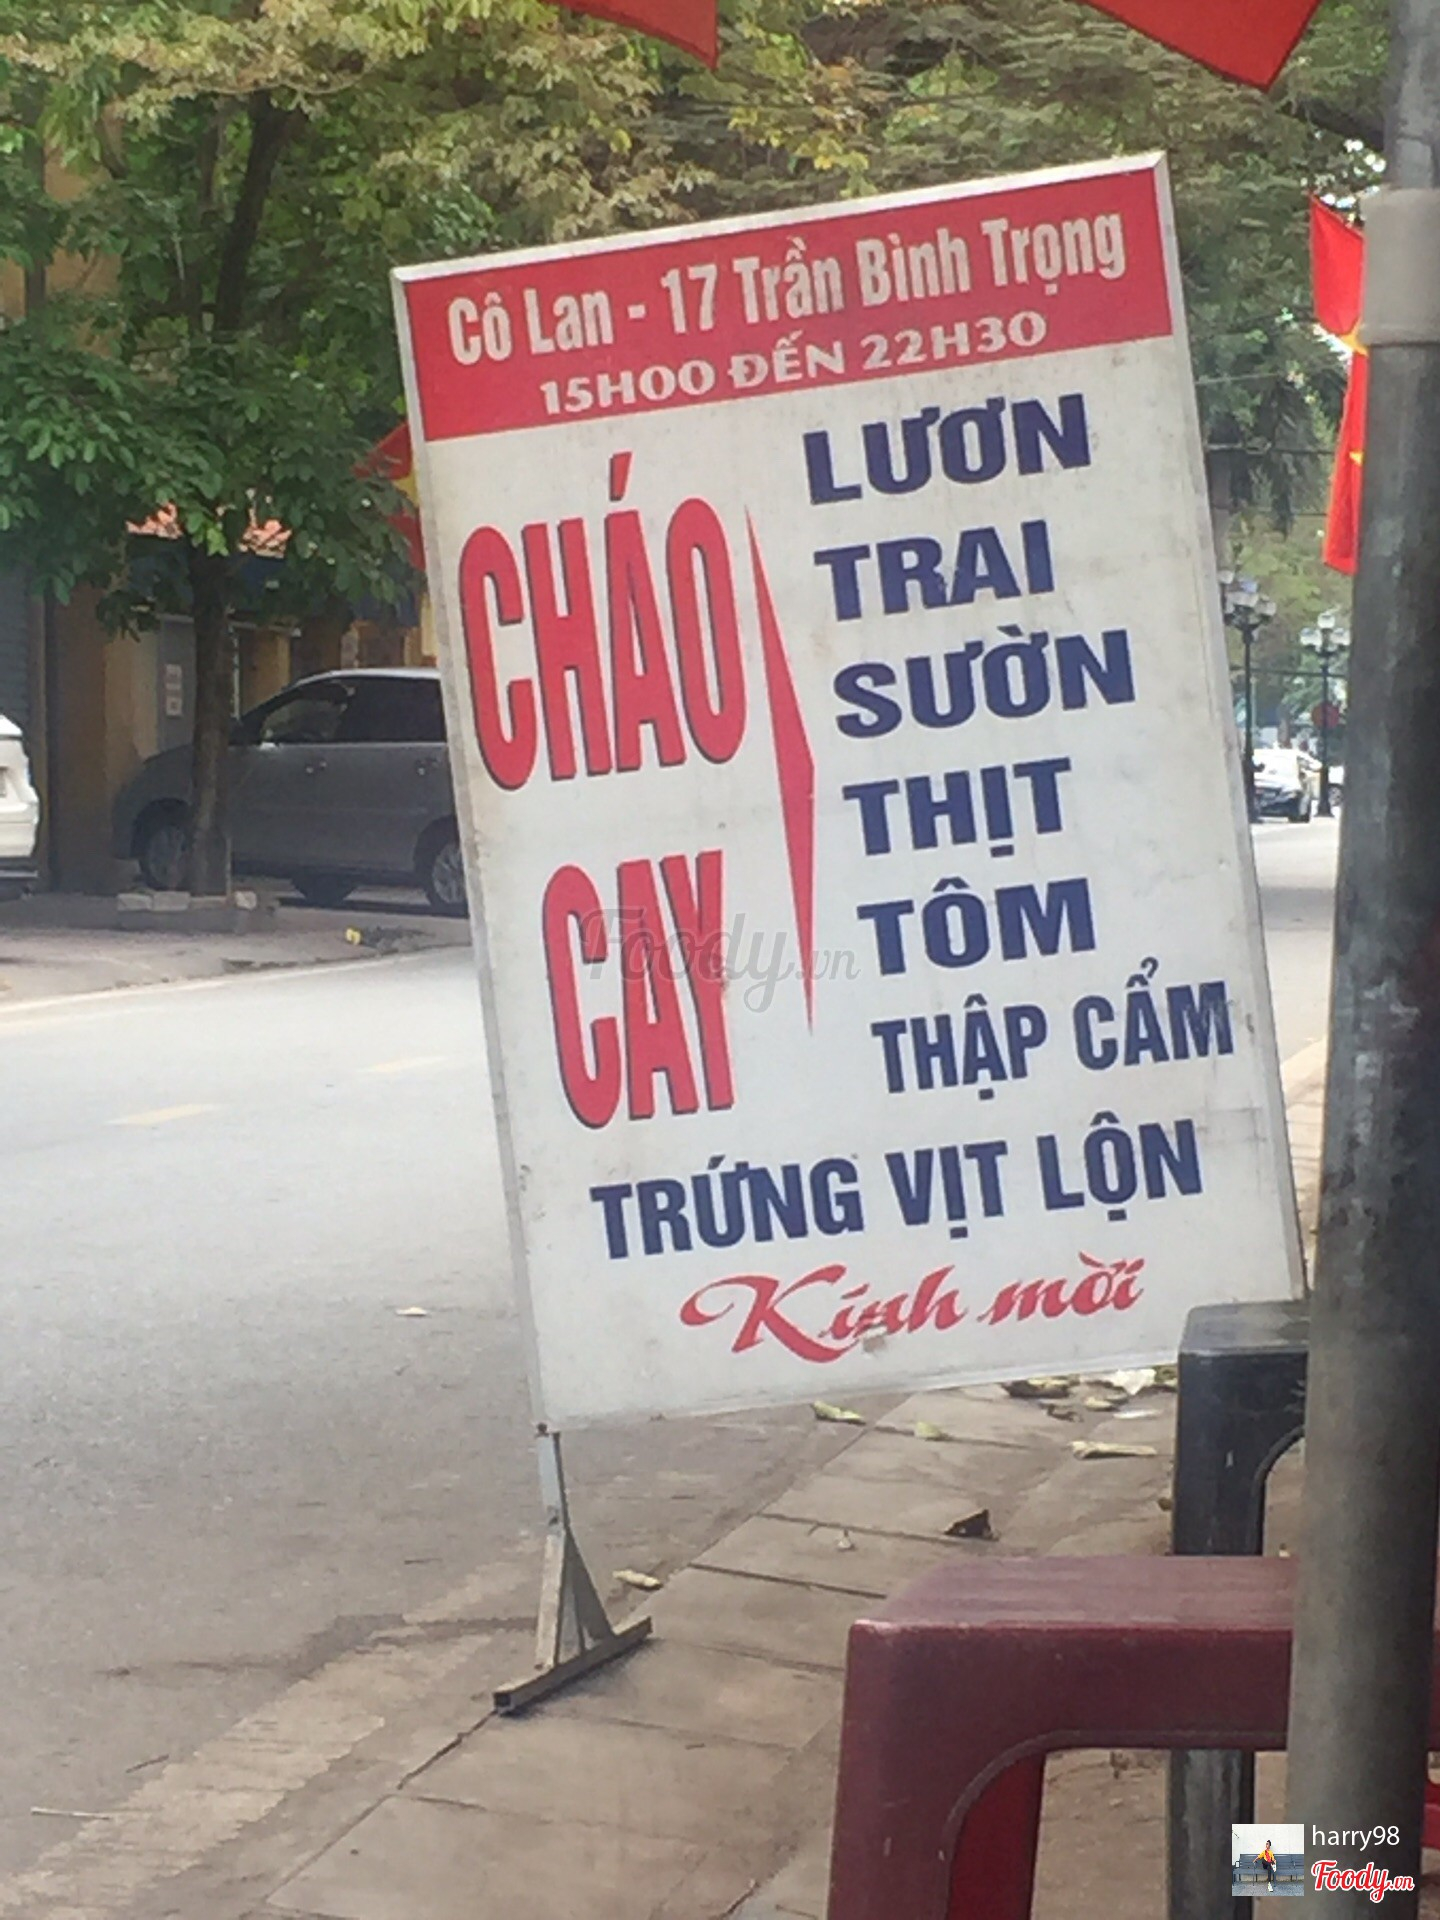 Cô Lan - 17 Trần Bình Trọng
15H00 ĐẾN 22H30
CHÁO
CAY
LƯƠN
TRAI
SƯỜN
THỊT
TÔM
THẬP CẨM
TRỨNG VỊT LỘN
Kính mời
Foody.vn
harry98
Foody.vn